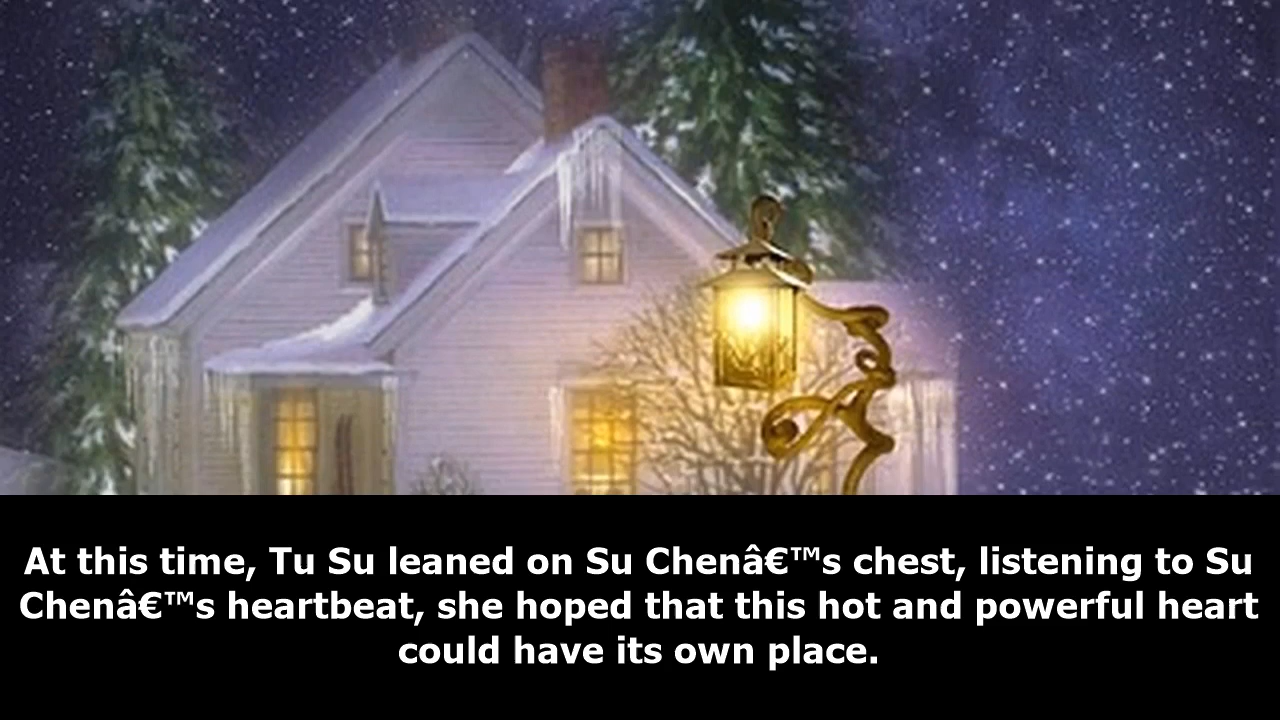 At this time, Tu Su leaned on Su Chenâ€™s chest, listening to Su
Chenâ€™s heartbeat, she hoped that this hot and powerful heart
could have its own place.